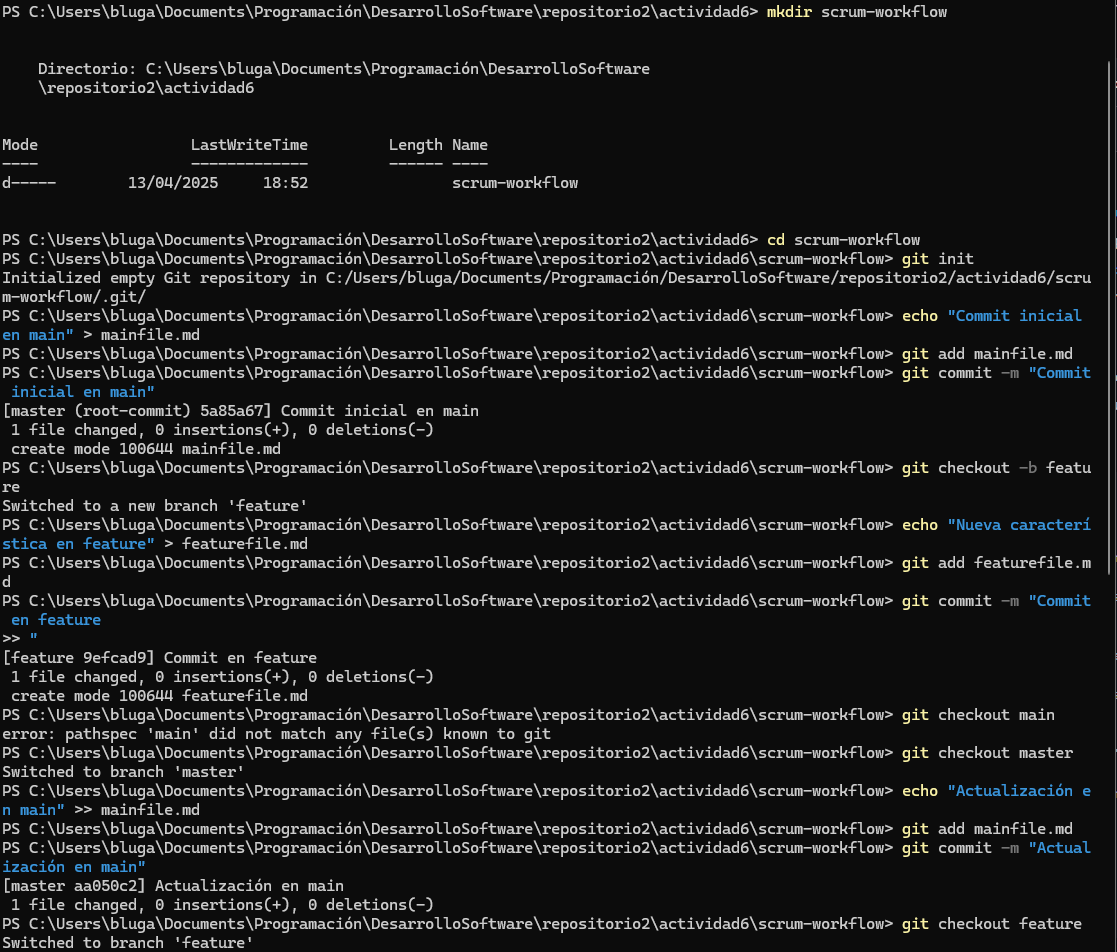 PS C:\Users\bluga\Documents\Programación\DesarrolloSoftware\repositorio2\actividad6> mkdir scrum-workflow
    Directorio: C:\Users\bluga\Documents\Programación\DesarrolloSoftware
    \repositorio2\actividad6
Mode                 LastWriteTime         Length Name
----                 -------------         ------ ----
d-----        13/04/2025     18:52                scrum-workflow
PS C:\Users\bluga\Documents\Programación\DesarrolloSoftware\repositorio2\actividad6> cd scrum-workflow
PS C:\Users\bluga\Documents\Programación\DesarrolloSoftware\repositorio2\actividad6\scrum-workflow> git init
Initialized empty Git repository in C:/Users/bluga/Documents/Programación/DesarrolloSoftware/repositorio2/actividad6/scru
m-workflow/.git/
PS C:\Users\bluga\Documents\Programación\DesarrolloSoftware\repositorio2\actividad6\scrum-workflow> echo "Commit inicial
en main" > mainfile.md
PS C:\Users\bluga\Documents\Programación\DesarrolloSoftware\repositorio2\actividad6\scrum-workflow> git add mainfile.md
PS C:\Users\bluga\Documents\Programación\DesarrolloSoftware\repositorio2\actividad6\scrum-workflow> git commit -m "Commit
 inicial en main"
[master (root-commit) 5a85a67] Commit inicial en main
 1 file changed, 0 insertions(+), 0 deletions(-)
 create mode 100644 mainfile.md
PS C:\Users\bluga\Documents\Programación\DesarrolloSoftware\repositorio2\actividad6\scrum-workflow> git checkout -b featu
re
Switched to a new branch 'feature'
PS C:\Users\bluga\Documents\Programación\DesarrolloSoftware\repositorio2\actividad6\scrum-workflow> echo "Nueva caracterí
stica en feature" > featurefile.md
PS C:\Users\bluga\Documents\Programación\DesarrolloSoftware\repositorio2\actividad6\scrum-workflow> git add featurefile.m
d
PS C:\Users\bluga\Documents\Programación\DesarrolloSoftware\repositorio2\actividad6\scrum-workflow> git commit -m "Commit
 en feature
>> "
[feature 9efcad9] Commit en feature
 1 file changed, 0 insertions(+), 0 deletions(-)
 create mode 100644 featurefile.md
PS C:\Users\bluga\Documents\Programación\DesarrolloSoftware\repositorio2\actividad6\scrum-workflow> git checkout main
error: pathspec 'main' did not match any file(s) known to git
PS C:\Users\bluga\Documents\Programación\DesarrolloSoftware\repositorio2\actividad6\scrum-workflow> git checkout master
Switched to branch 'master'
PS C:\Users\bluga\Documents\Programación\DesarrolloSoftware\repositorio2\actividad6\scrum-workflow> echo "Actualización e
n main" >> mainfile.md
PS C:\Users\bluga\Documents\Programación\DesarrolloSoftware\repositorio2\actividad6\scrum-workflow> git add mainfile.md
PS C:\Users\bluga\Documents\Programación\DesarrolloSoftware\repositorio2\actividad6\scrum-workflow> git commit -m "Actual
ización en main"
[master aa050c2] Actualización en main
 1 file changed, 0 insertions(+), 0 deletions(-)
PS C:\Users\bluga\Documents\Programación\DesarrolloSoftware\repositorio2\actividad6\scrum-workflow> git checkout feature
Switched to branch 'feature'